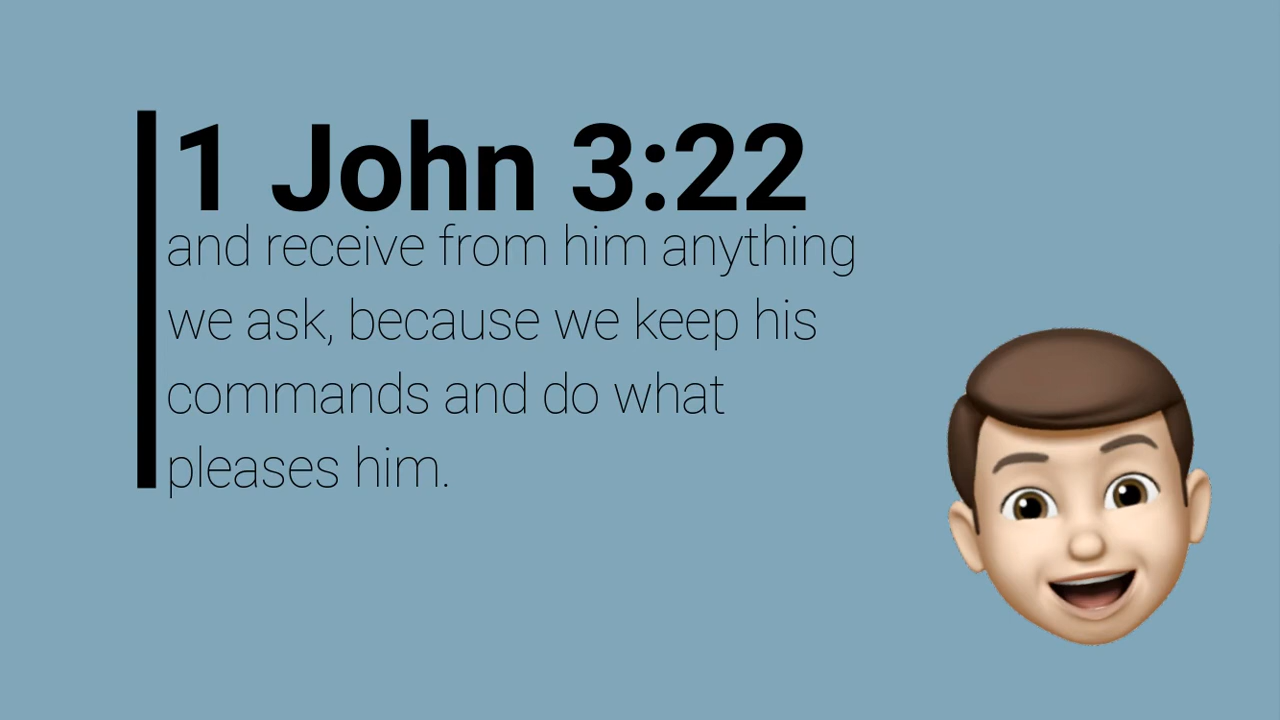 1 John 3:22
and receive from him anything
we ask, because we keep his
commands and do what
pleases him.